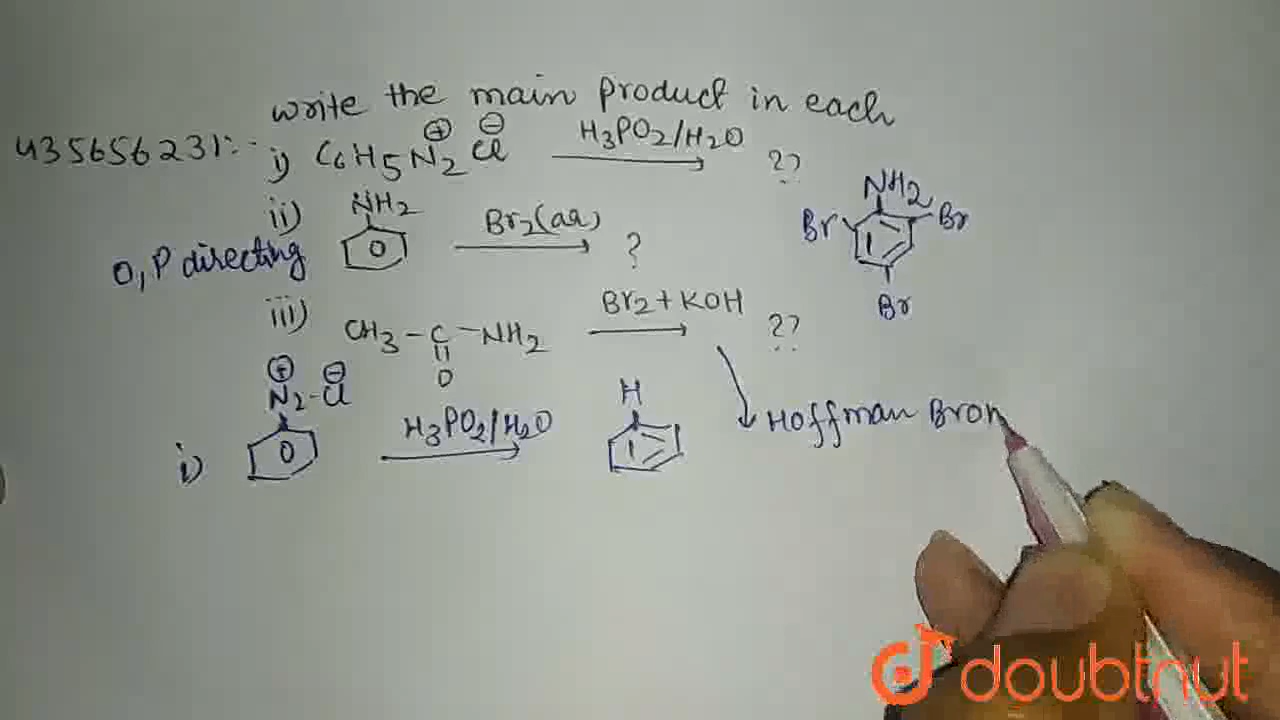 write the main product in each
435656231:-
i) C6H5N2⊕ Cl⊖ H3PO2/H2O ??
ii) NH2 Br2(aq) ?
NH2 Br Br Br
O, P directing
iii) CH3-C-NH2 Br2+KOH ??
O
⊕ ⊖
N2-Cl
i) H3PO2/H2O H
Hoffman Brom
doubtnut